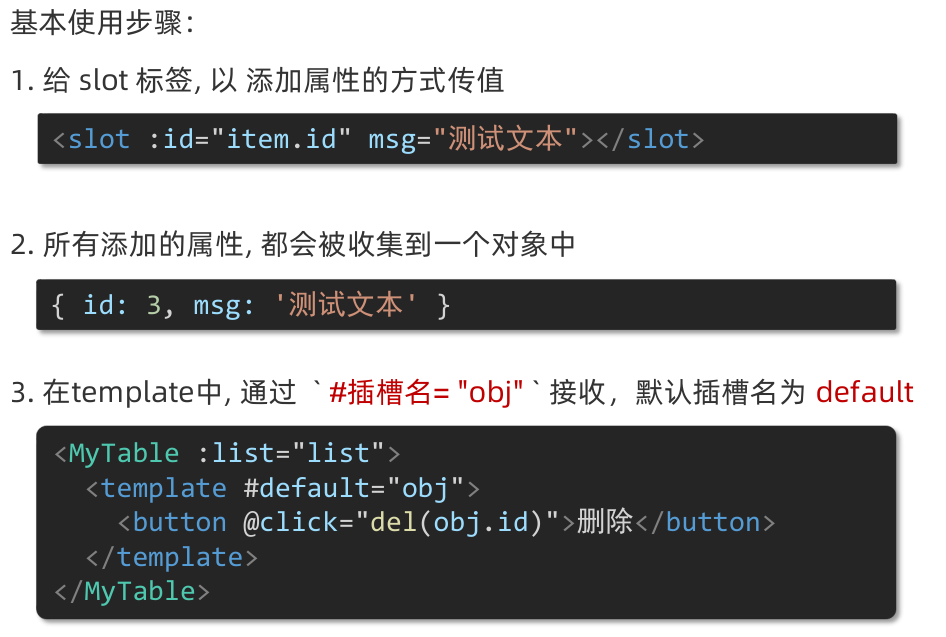 基本使用步骤：
1. 给 slot 标签, 以 添加属性的方式传值
<slot :id="item.id" msg="测试文本"></slot>
2. 所有添加的属性, 都会被收集到一个对象中
{ id: 3, msg: '测试文本' }
3. 在template中, 通过 `#插槽名= "obj"` 接收，默认插槽名为 default
<MyTable :list="list">
  <template #default="obj">
    <button @click="del(obj.id)">删除</button>
  </template>
</MyTable>